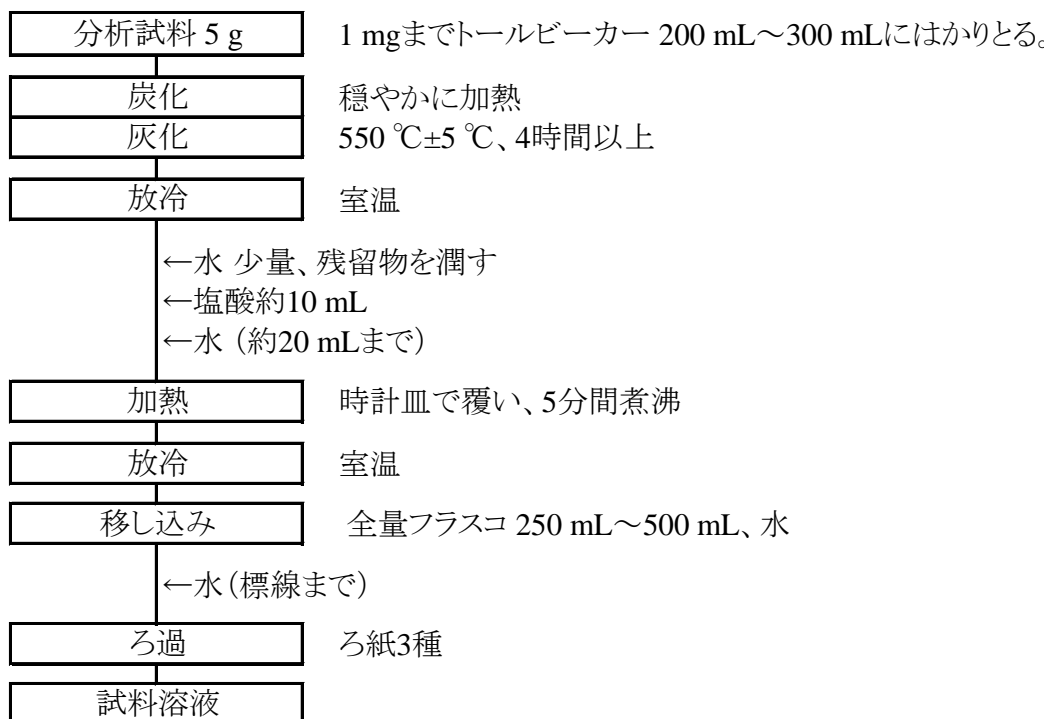 分析試料 5 g　1 mgまでトールビーカー 200 mL～300 mLにはかりとる。
炭化　穏やかに加熱
灰化　550 ℃±5 ℃、4時間以上
放冷　室温
←水 少量、残留物を潤す
←塩酸約10 mL
←水（約20 mLまで）
加熱　時計皿で覆い、5分間煮沸
放冷　室温
移し込み　全量フラスコ 250 mL～500 mL、水
←水（標線まで）
ろ過　ろ紙3種
試料溶液